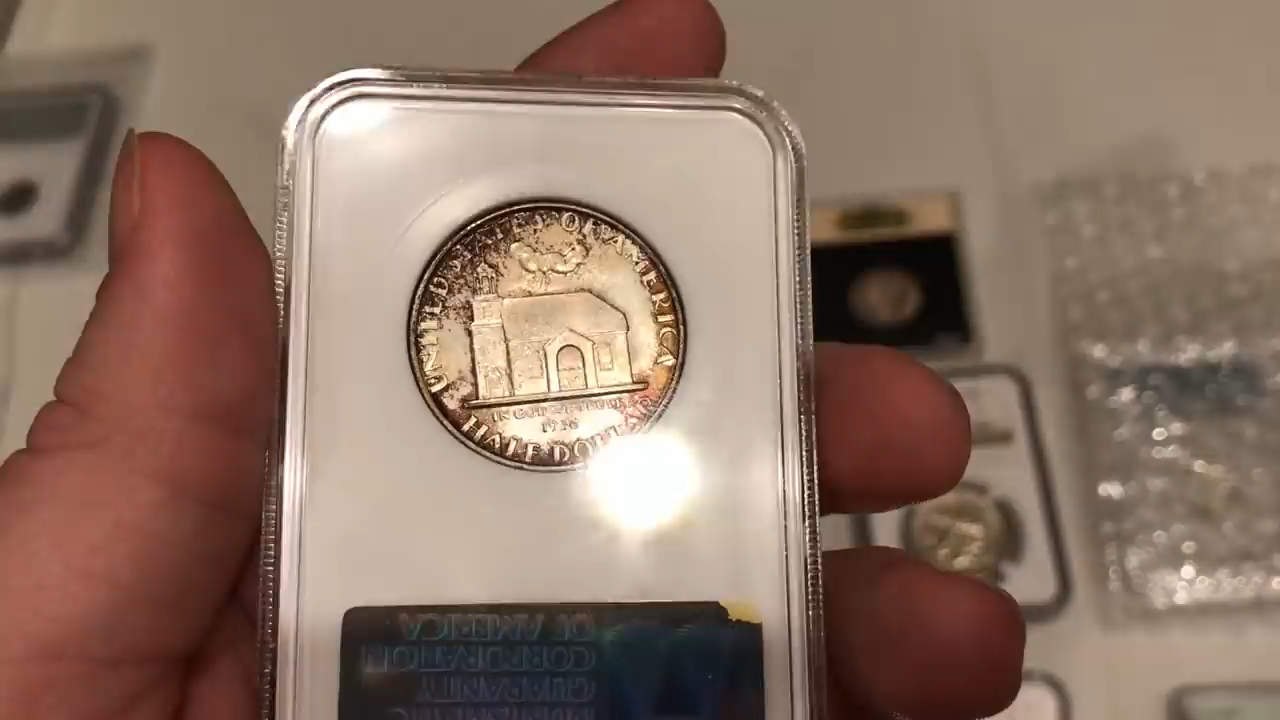 UNITED STATES OF AMERICA
IN GOD WE TRUST
1936
HALF DOLLAR
OF AMERICA
CORPORATION
GUARANTY
NUMISMATIC